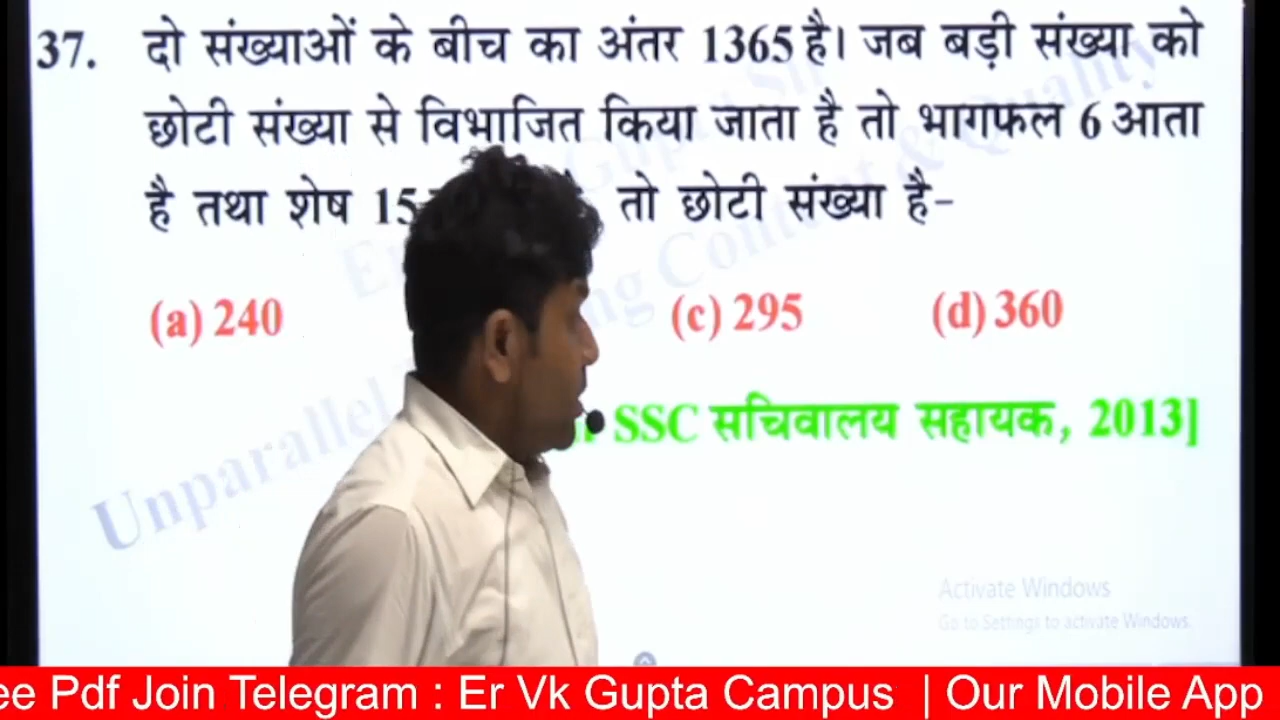 37. दो संख्याओं के बीच का अंतर 1365 है। जब बड़ी संख्या को
छोटी संख्या से विभाजित किया जाता है तो भागफल 6 आता
है तथा शेष 15 तो छोटी संख्या है-
(a) 240 (c) 295 (d) 360
SSC सचिवालय सहायक, 2013]
Unparallel
Activate Windows
Go to Settings to activate Windows.
Pdf Join Telegram : Er Vk Gupta Campus | Our Mobile App